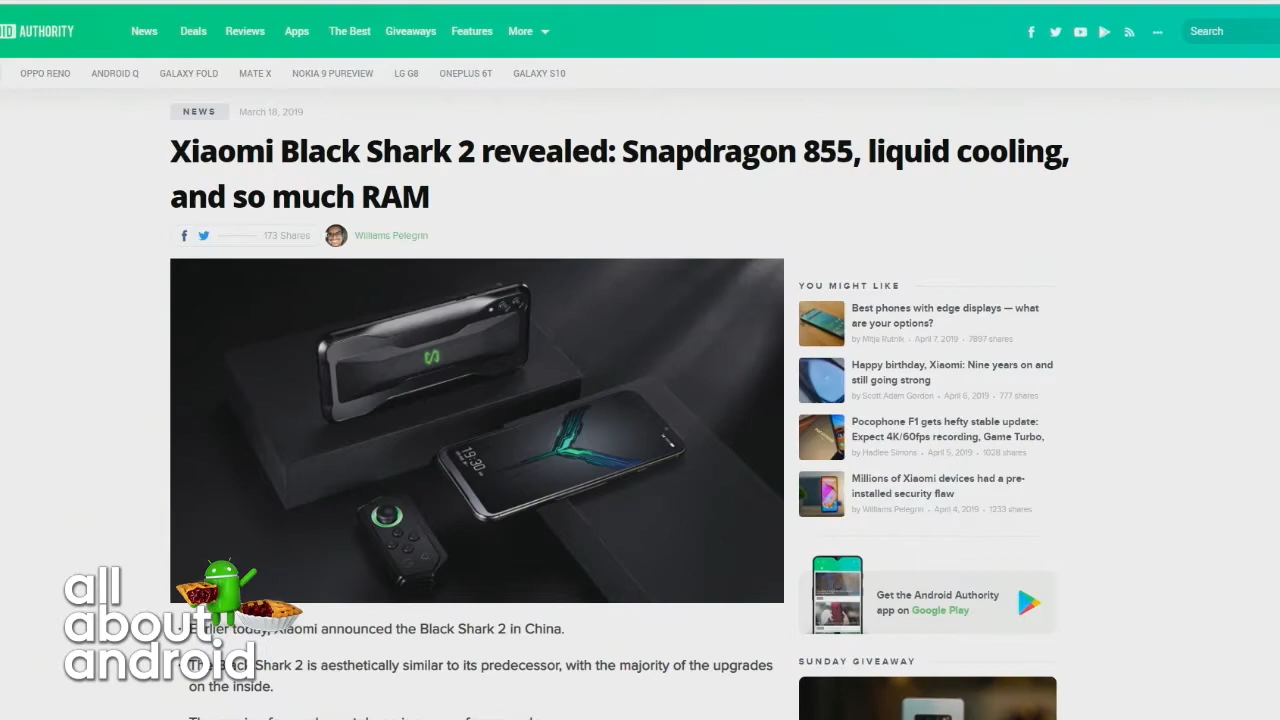 ID AUTHORITY
News Deals Reviews Apps The Best Giveaways Features More
Search
OPPO RENO ANDROID Q GALAXY FOLD MATE X NOKIA 9 PUREVIEW LG G8 ONEPLUS 6T GALAXY S10
NEWS March 18, 2019
Xiaomi Black Shark 2 revealed: Snapdragon 855, liquid cooling,
and so much RAM
173 Shares Williams Pelegrin
19:30
YOU MIGHT LIKE
Best phones with edge displays — what
are your options?
by Mitja Rutnik • April 7, 2019 • 7897 shares
Happy birthday, Xiaomi: Nine years on and
still going strong
by Scott Adam Gordon • April 6, 2019 • 777 shares
Pocophone F1 gets hefty stable update:
Expect 4K/60fps recording, Game Turbo,
by Hadlee Simons • April 5, 2019 • 1028 shares
Millions of Xiaomi devices had a pre-
installed security flaw
by Williams Pelegrin • April 4, 2019 • 1233 shares
Get the Android Authority
app on Google Play
SUNDAY GIVEAWAY
Earlier today, Xiaomi announced the Black Shark 2 in China.
The Black Shark 2 is aesthetically similar to its predecessor, with the majority of the upgrades
on the inside.
all
about
android